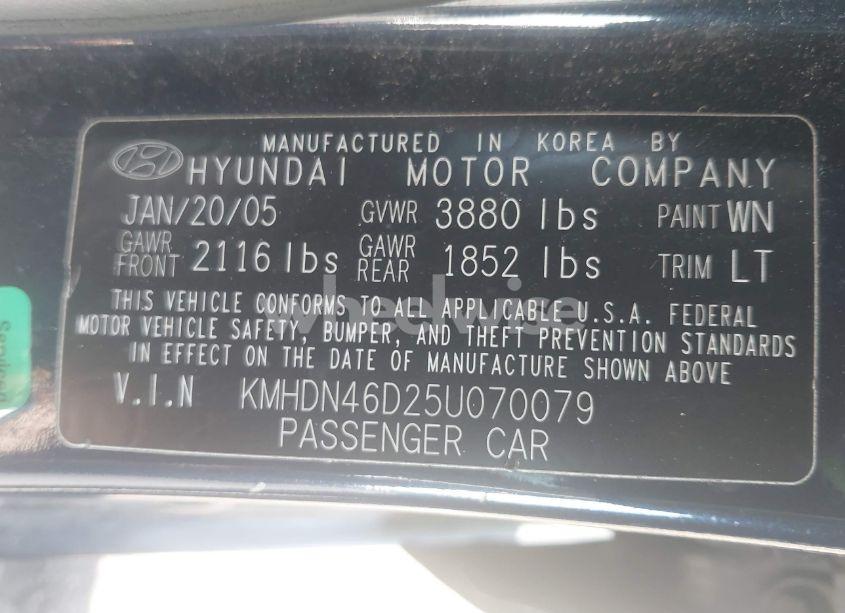 MANUFACTURED IN KOREA BY
HYUNDAI MOTOR COMPANY
JAN/20/05 GVWR 3880 lbs PAINT WN
GAWR FRONT 2116 lbs GAWR REAR 1852 lbs TRIM LT
THIS VEHICLE CONFORMS TO ALL APPLICABLE U.S.A. FEDERAL
MOTOR VEHICLE SAFETY, BUMPER, AND THEFT PREVENTION STANDARDS
IN EFFECT ON THE DATE OF MANUFACTURE SHOWN ABOVE
V.I.N KMHDN46D25U070079
PASSENGER CAR
wheelwise